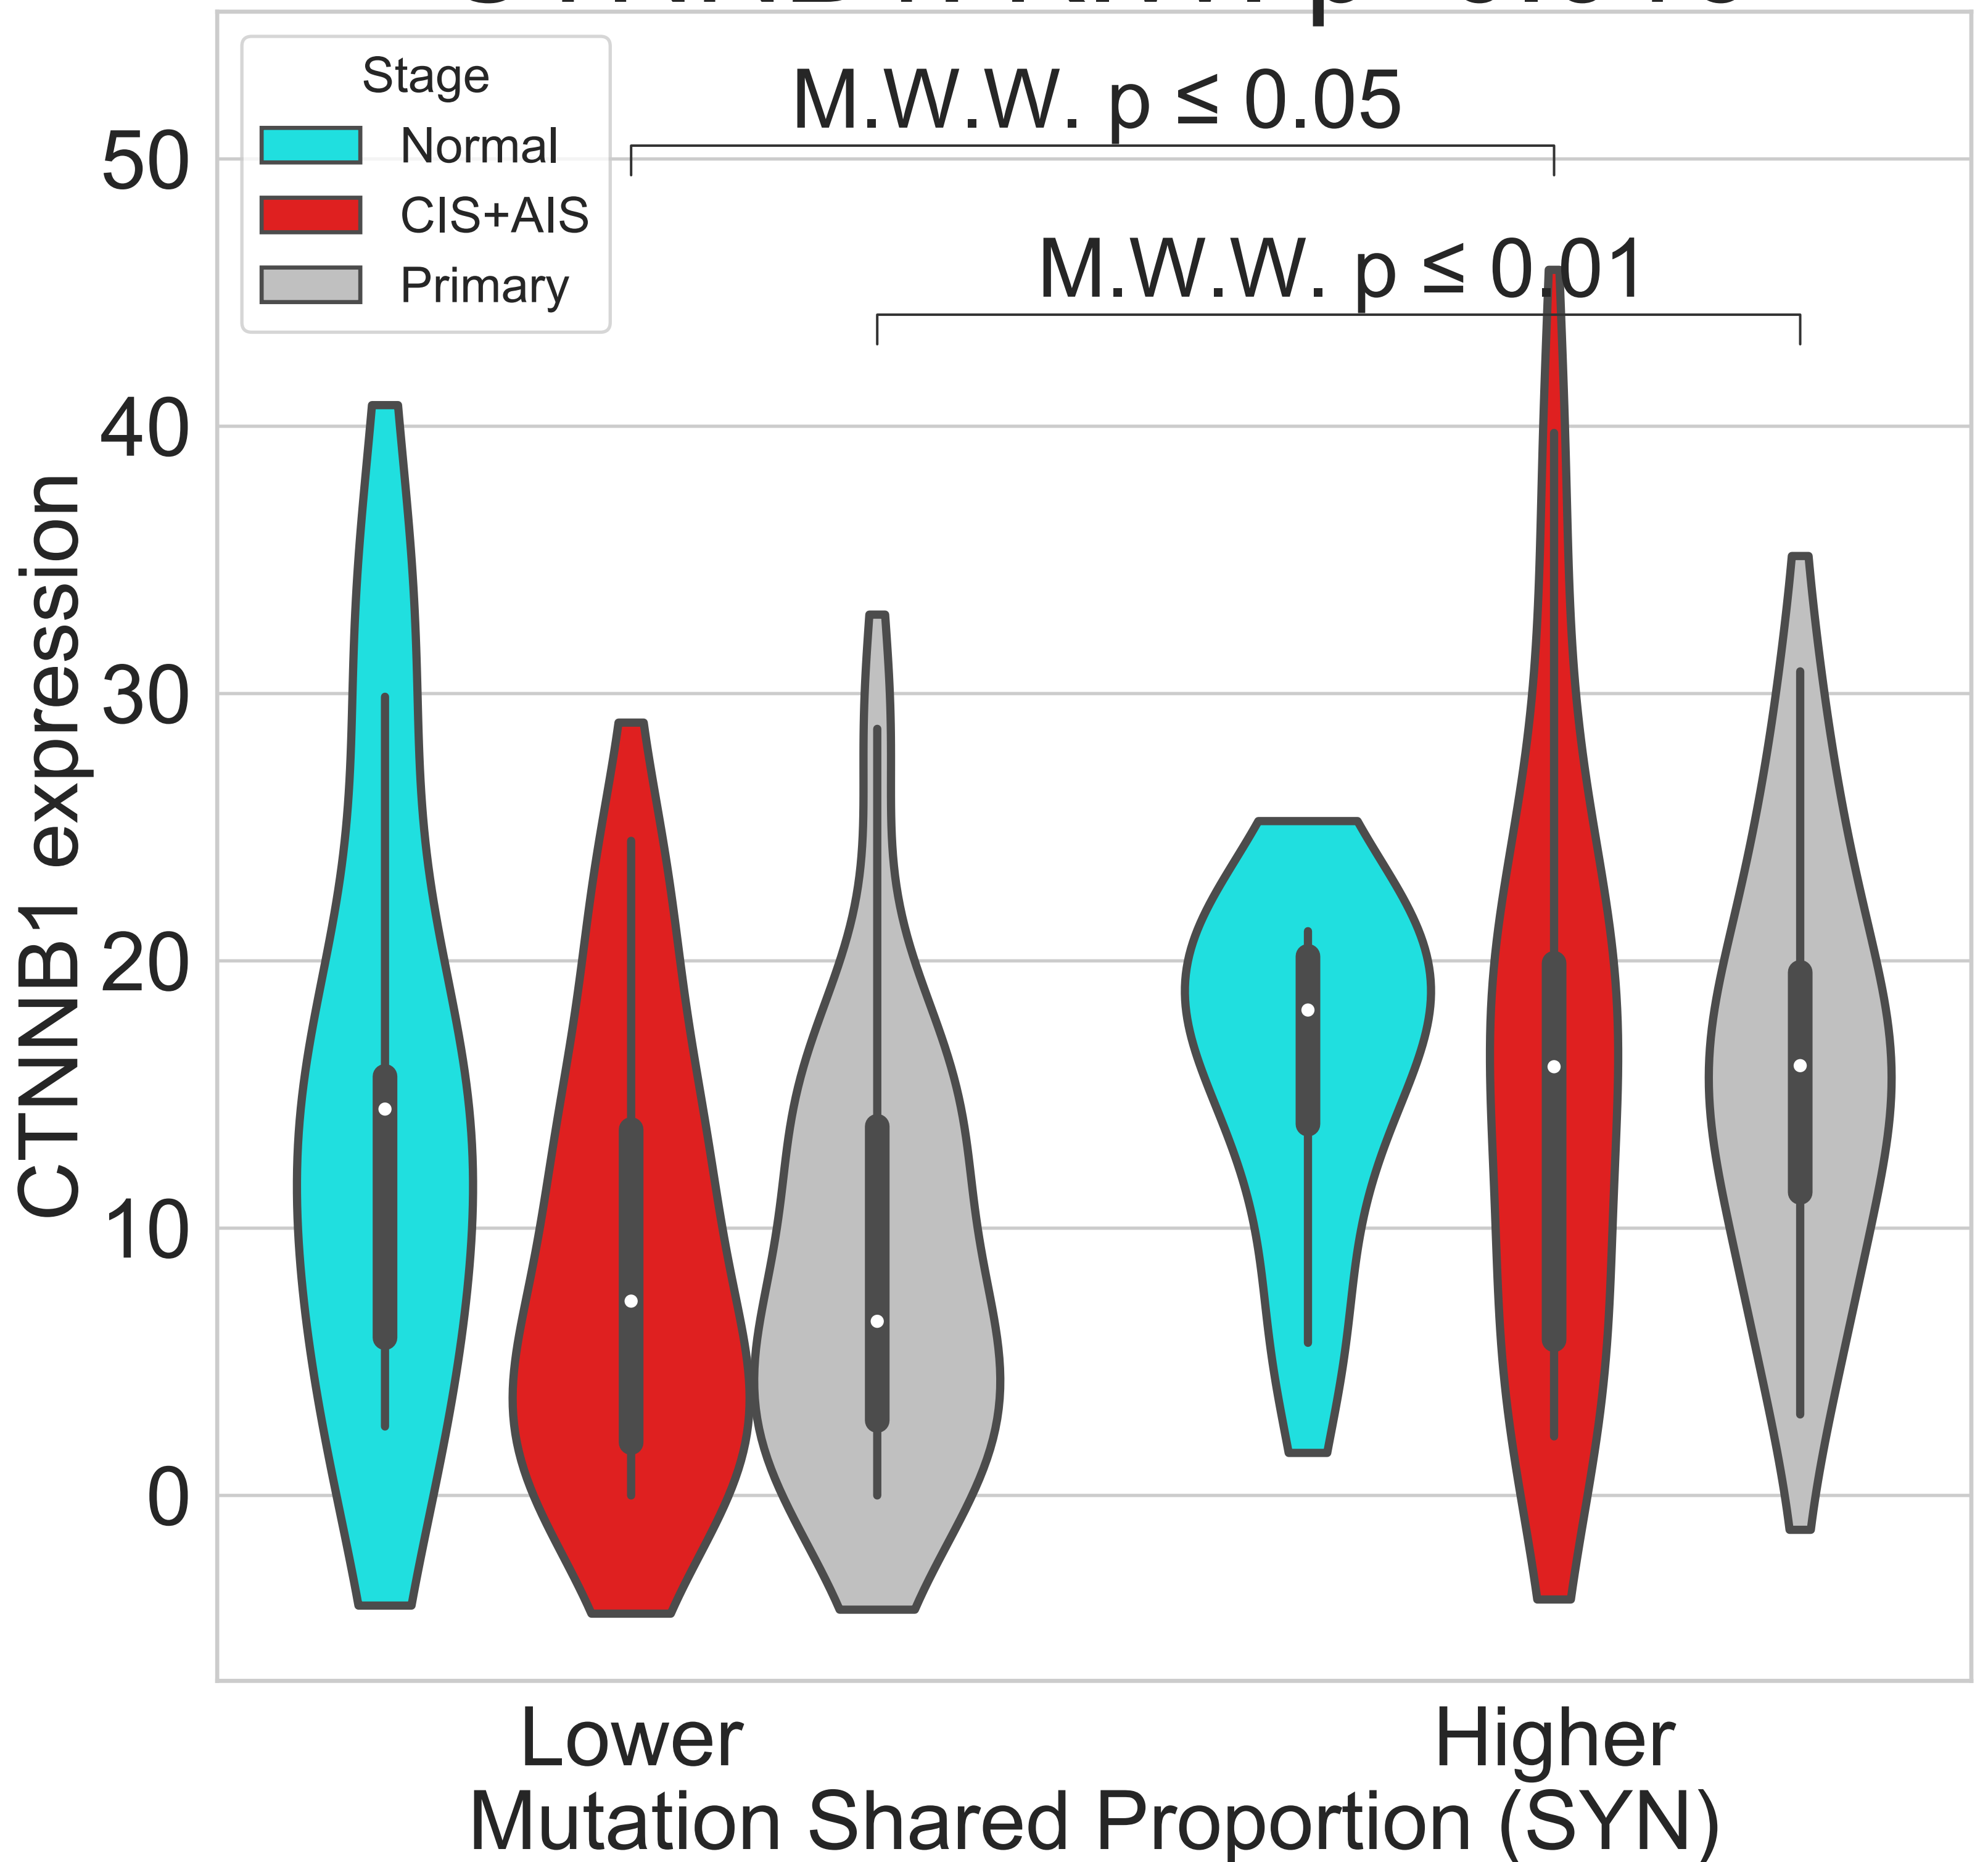 Stage
Normal
CIS+AIS
Primary
M.W.W. p ≤ 0.05
M.W.W. p ≤ 0.01
50
40
30
20
10
0
CTNNB1 expression
Lower
Higher
Mutation Shared Proportion (SYN)